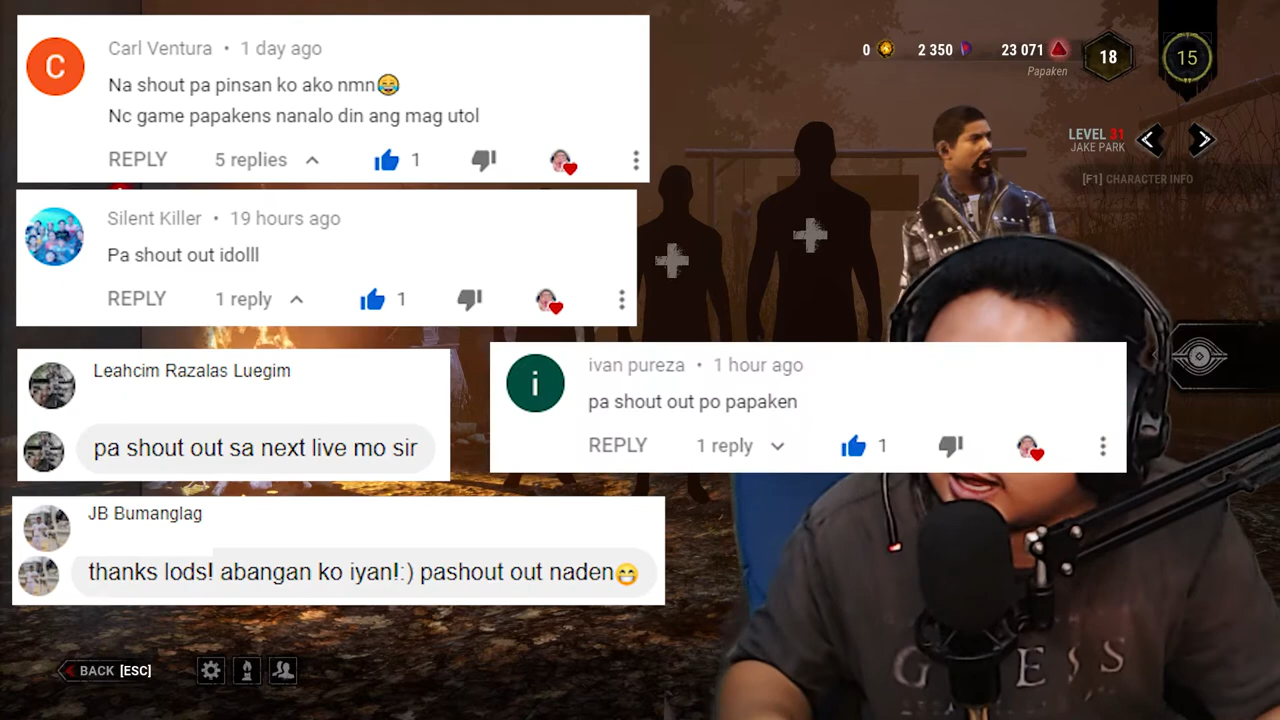 Carl Ventura • 1 day ago
Na shout pa pinsan ko ako nmn😂
Nc game papakens nanalo din ang mag utol
REPLY 5 replies 1
Silent Killer • 19 hours ago
Pa shout out idolll
REPLY 1 reply 1
Leahcim Razalas Luegim
pa shout out sa next live mo sir
JB Bumanglag
thanks lods! abangan ko iyan!:) pashout out naden😁
i
ivan pureza • 1 hour ago
pa shout out po papaken
REPLY 1 reply 1
C
0 2 350 23 071 18 15
Papaken
LEVEL 31
JAKE PARK
[F1] CHARACTER INFO
BACK [ESC]
G E S S